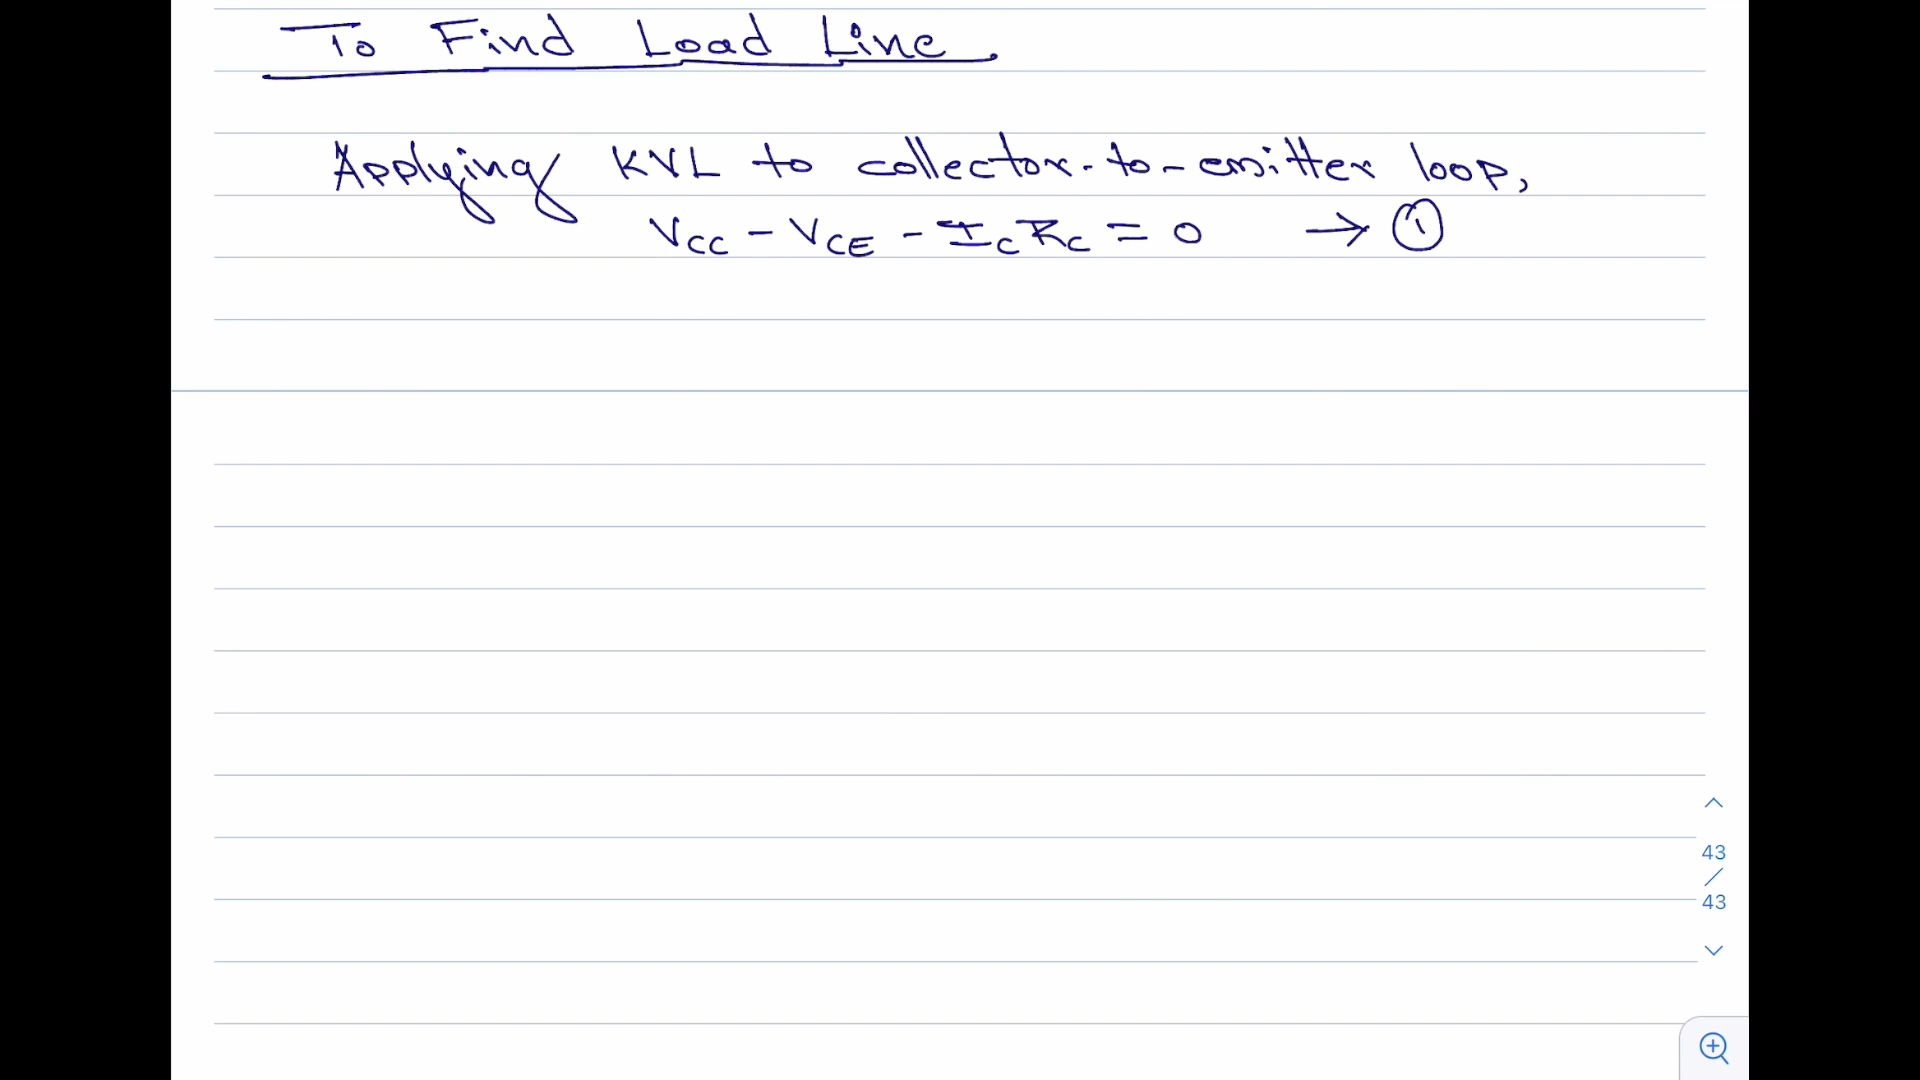 To Find Load Line
Applying KVL to collector-to-emitter loop,
VCC - VCE - ICRC = 0 → ①
43
/
43